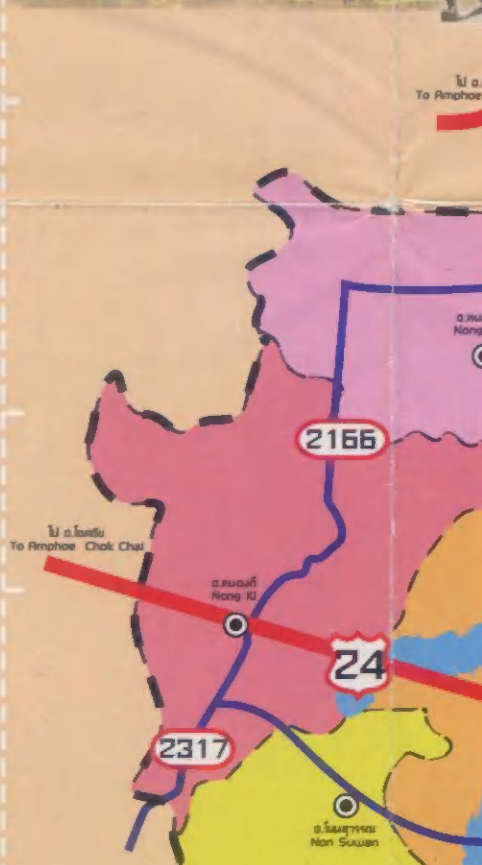 ไป อ.
To Amphoe
Nong
2166
ไป อ.โชคชัย
To Amphoe Chok Chai
อ.หนองกี่
Nong Ki
24
2317
อ.โนนสุวรรณ
Non Suwan